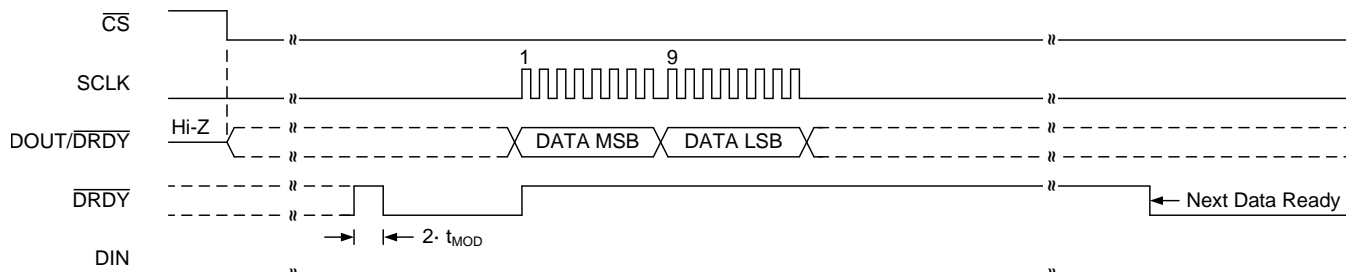 CS
1 9
SCLK
Hi-Z
DOUT/DRDY DATA MSB DATA LSB
DRDY Next Data Ready
2· tMOD
DIN